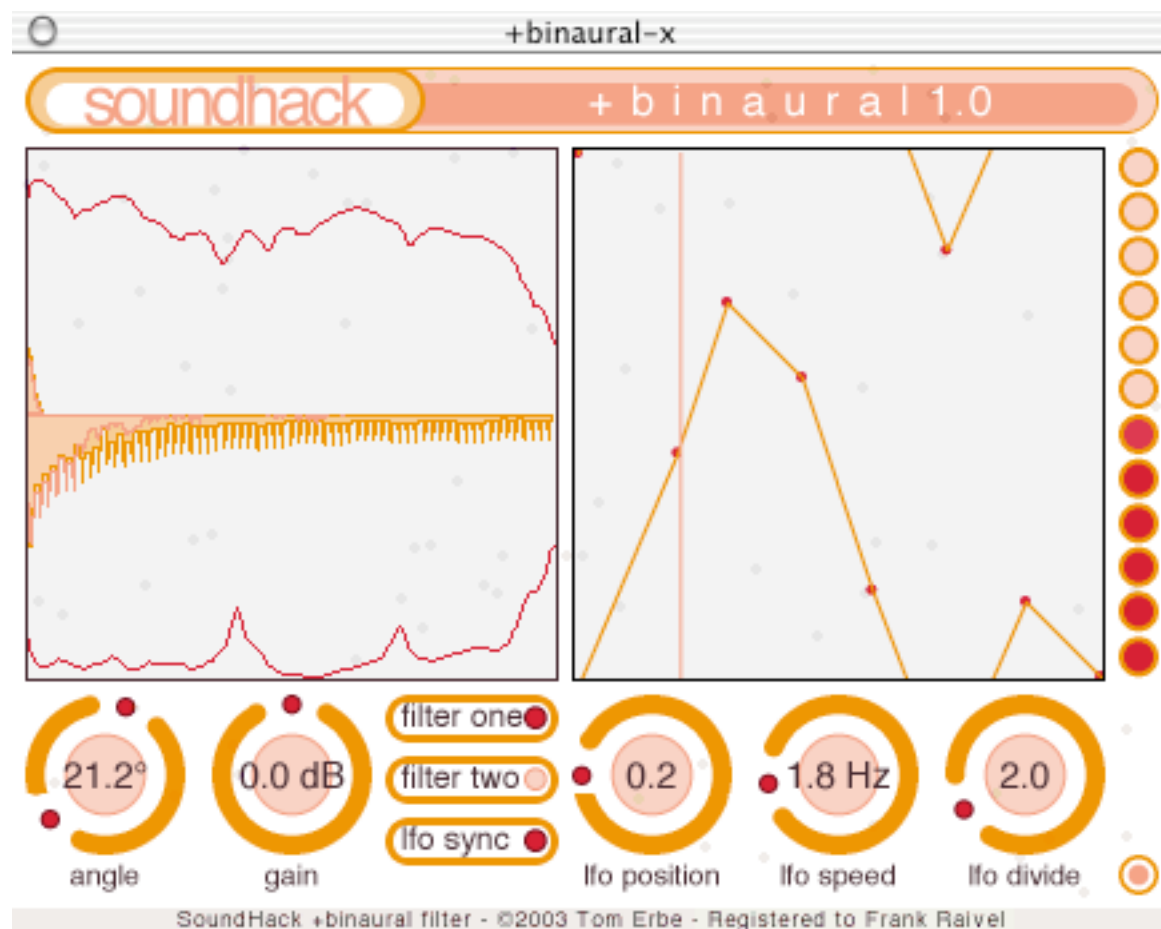 +binaural-x
soundhack
+ b i n a u r a l 1.0
filter one
filter two
lfo sync
21.2°
0.0 dB
0.2
1.8 Hz
2.0
angle
gain
lfo position
lfo speed
lfo divide
SoundHack +binaural filter - ©2003 Tom Erbe - Registered to Frank Raivel